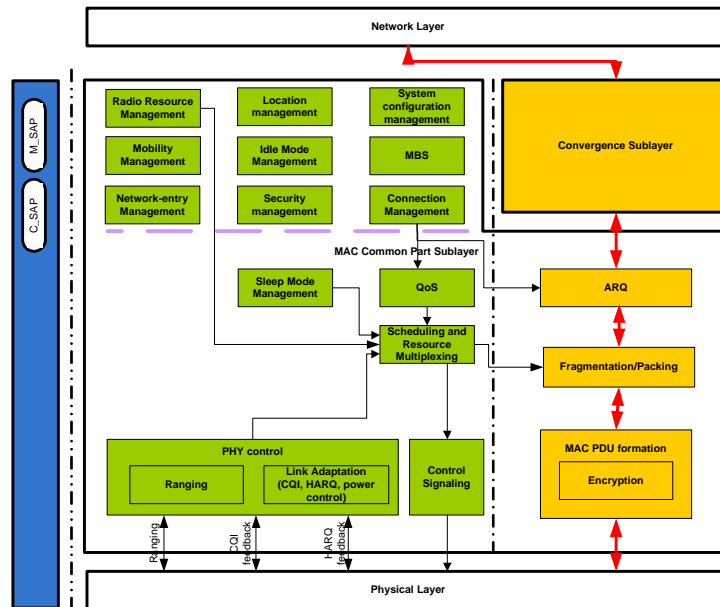 Network Layer
M_SAP
C_SAP
Radio Resource
Management
Location
management
System
configuration
management
Convergence Sublayer
Mobility
Management
Idle Mode
Management
MBS
Network-entry
Management
Security
management
Connection
Management
MAC Common Part Sublayer
Sleep Mode
Management
QoS
ARQ
Scheduling and
Resource
Multiplexing
Fragmentation/Packing
PHY control
Ranging
Link Adaptation
(CQI, HARQ, power
control)
Control
Signaling
MAC PDU formation
Encryption
Ranging
CQI
feedback
HARQ
feedback
Physical Layer